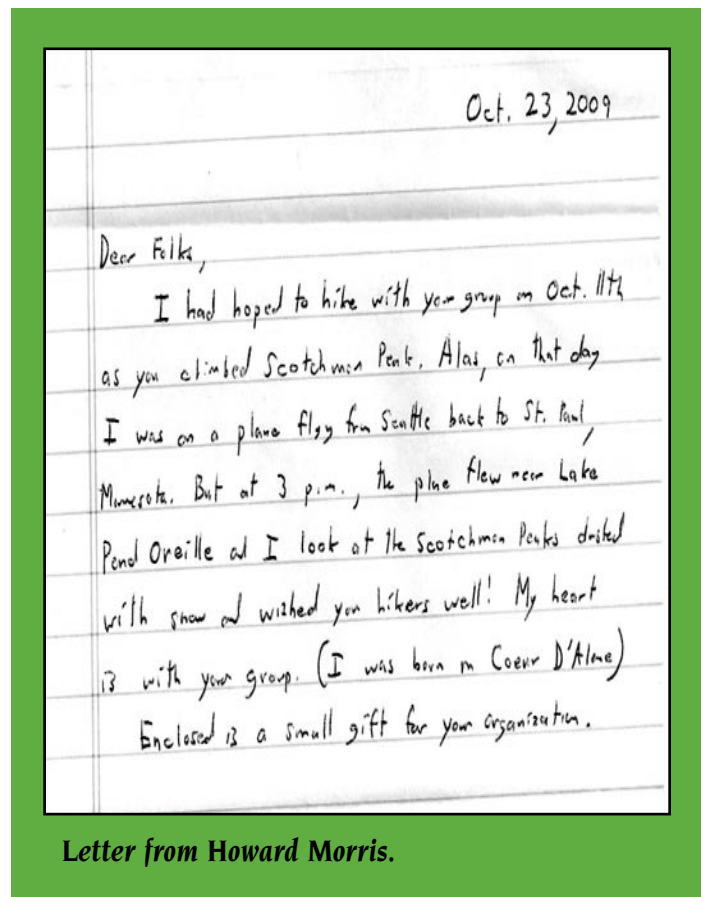 Oct. 23, 2009
Dear Folks,
I had hoped to hike with your group on Oct. 11th
as you climbed Scotchman Peak. Alas, on that day
I was on a plane flyg from Seattle back to St. Paul,
Minnesota. But at 3 p.m., the plane flew near Lake
Pend Oreille and I look at the Scotchman Peaks dusted
with snow and wished you hikers well! My heart
is with your group. (I was born in Coeur D'Alene)
Enclosed is a small gift for your organization.
Letter from Howard Morris.